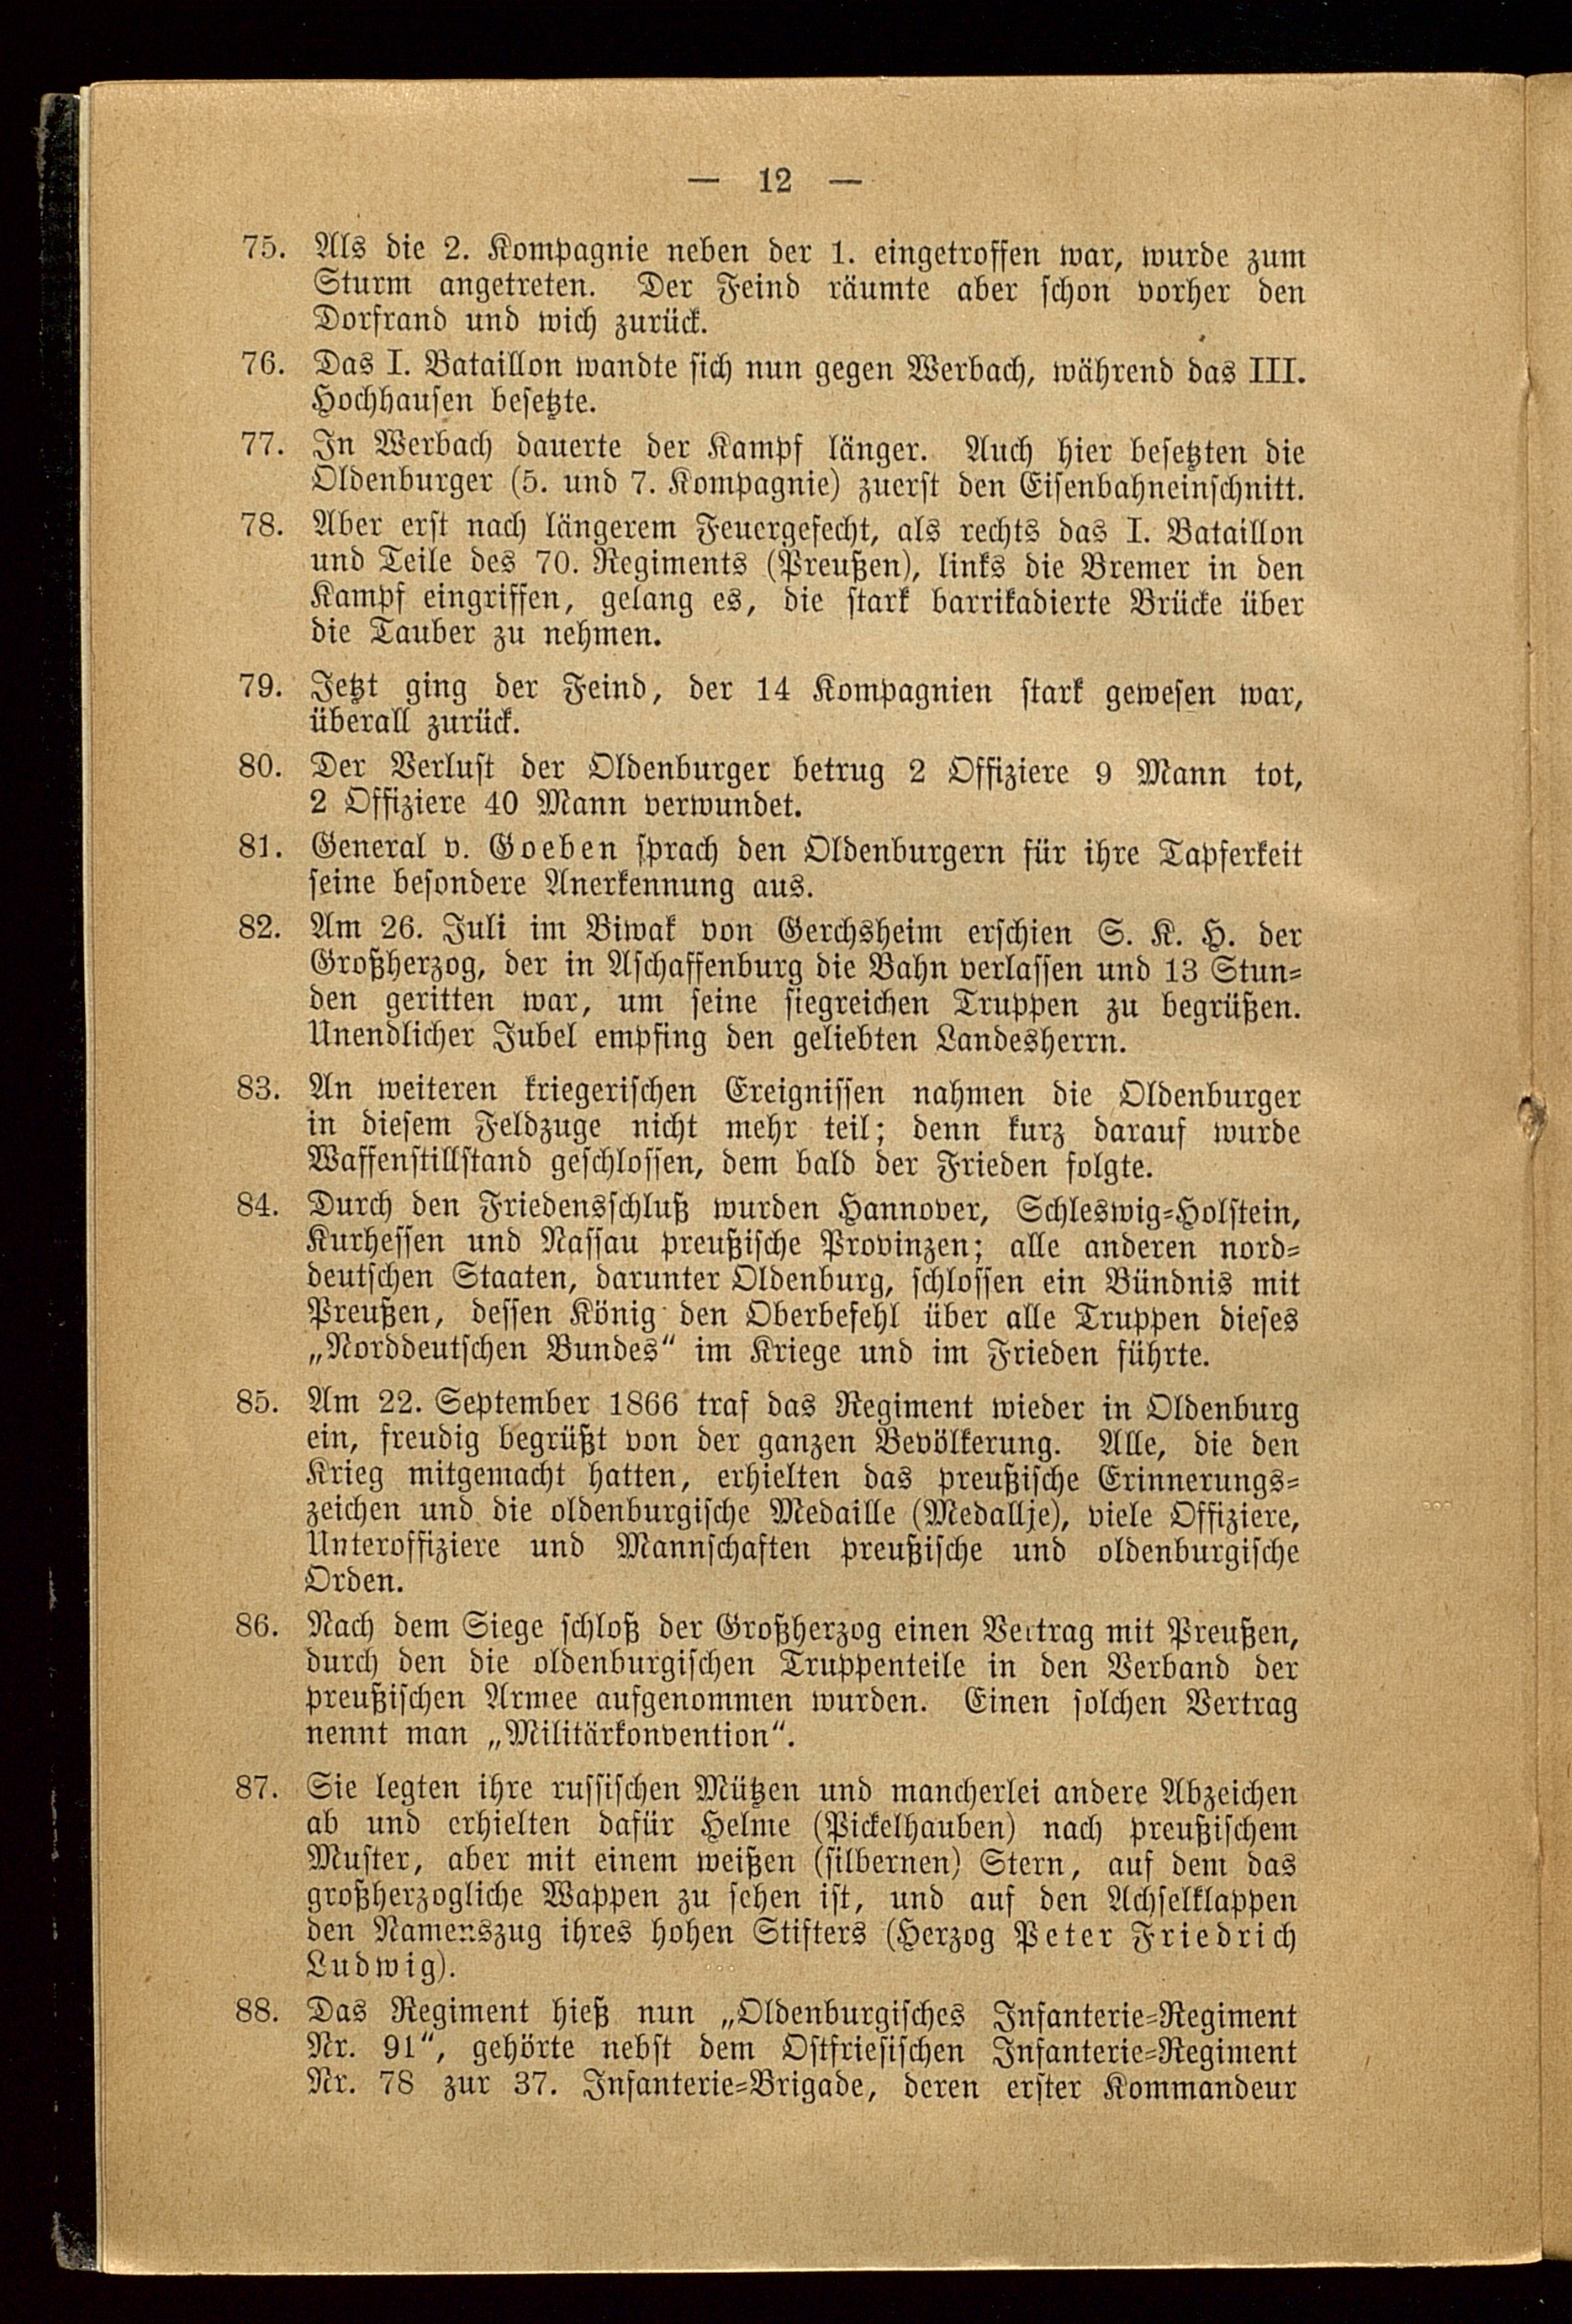 — 12 —
75. Als die 2. Kompagnie neben der 1. eingetroffen war, wurde zum
Sturm angetreten. Der Feind räumte aber schon vorher den
Dorfrand und wich zurück.
76. Das I. Bataillon wandte sich nun gegen Werbach, während das III.
Hochhausen besetzte.
77. In Werbach dauerte der Kampf länger. Auch hier besetzten die
Oldenburger (5. und 7. Kompagnie) zuerst den Eisenbahneinschnitt.
78. Aber erst nach längerem Feuergefecht, als rechts das I. Bataillon
und Teile des 70. Regiments (Preußen), links die Bremer in den
Kampf eingriffen, gelang es, die stark barrikadierte Brücke über
die Tauber zu nehmen.
79. Jetzt ging der Feind, der 14 Kompagnien stark gewesen war,
überall zurück.
80. Der Verlust der Oldenburger betrug 2 Offiziere 9 Mann tot,
2 Offiziere 40 Mann verwundet.
81. General v. Goeben sprach den Oldenburgern für ihre Tapferkeit
seine besondere Anerkennung aus.
82. Am 26. Juli im Biwak von Gerchsheim erschien S. K. H. der
Großherzog, der in Aschaffenburg die Bahn verlassen und 13 Stun-
den geritten war, um seine siegreichen Truppen zu begrüßen.
Unendlicher Jubel empfing den geliebten Landesherrn.
83. An weiteren kriegerischen Ereignissen nahmen die Oldenburger
in diesem Feldzuge nicht mehr teil; denn kurz darauf wurde
Waffenstillstand geschlossen, dem bald der Frieden folgte.
84. Durch den Friedensschluß wurden Hannover, Schleswig-Holstein,
Kurhessen und Nassau preußische Provinzen; alle anderen nord-
deutschen Staaten, darunter Oldenburg, schlossen ein Bündnis mit
Preußen, dessen König den Oberbefehl über alle Truppen dieses
„Norddeutschen Bundes“ im Kriege und im Frieden führte.
85. Am 22. September 1866 traf das Regiment wieder in Oldenburg
ein, freudig begrüßt von der ganzen Bevölkerung. Alle, die den
Krieg mitgemacht hatten, erhielten das preußische Erinnerungs-
zeichen und die oldenburgische Medaille (Medallje), viele Offiziere,
Unteroffiziere und Mannschaften preußische und oldenburgische
Orden.
86. Nach dem Siege schloß der Großherzog einen Vertrag mit Preußen,
durch den die oldenburgischen Truppenteile in den Verband der
preußischen Armee aufgenommen wurden. Einen solchen Vertrag
nennt man „Militärkonvention“.
87. Sie legten ihre russischen Mützen und mancherlei andere Abzeichen
ab und erhielten dafür Helme (Pickelhauben) nach preußischem
Muster, aber mit einem weißen (silbernen) Stern, auf dem das
großherzogliche Wappen zu sehen ist, und auf den Achselklappen
den Namenszug ihres hohen Stifters (Herzog Peter Friedrich
Ludwig).
88. Das Regiment hieß nun „Oldenburgisches Infanterie-Regiment
Nr. 91“, gehörte nebst dem Ostfriesischen Infanterie-Regiment
Nr. 78 zur 37. Infanterie-Brigade, deren erster Kommandeur